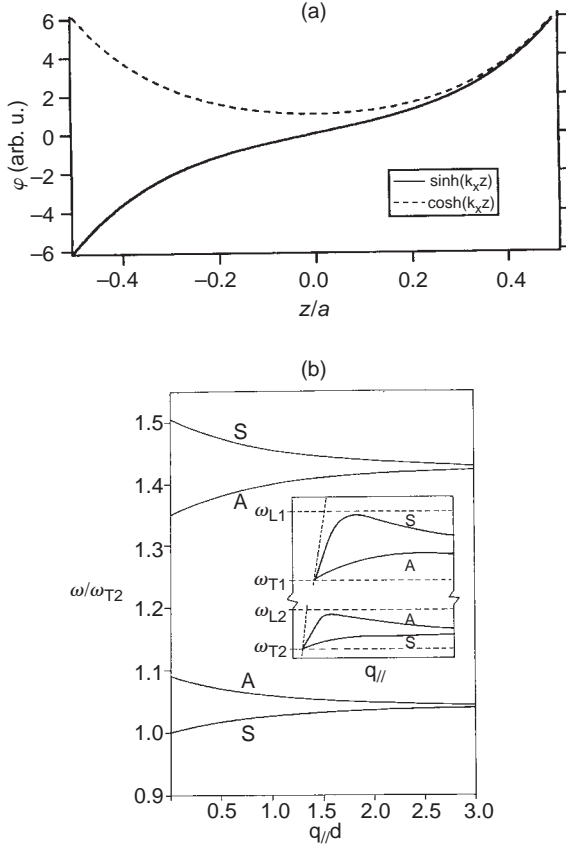 (a)
6
4
2
0
−2
−4
−6
φ (arb. u.)
sinh(kₓz)
cosh(kₓz)
−0.4
−0.2
0.0
0.2
0.4
z/a
(b)
1.5
1.4
1.3
1.2
1.1
1.0
0.9
ω/ωT2
S
A
A
S
ωL1
S
ωT1
A
ωL2
A
ωT2
S
q//
0.5
1.0
1.5
2.0
2.5
3.0
q//d